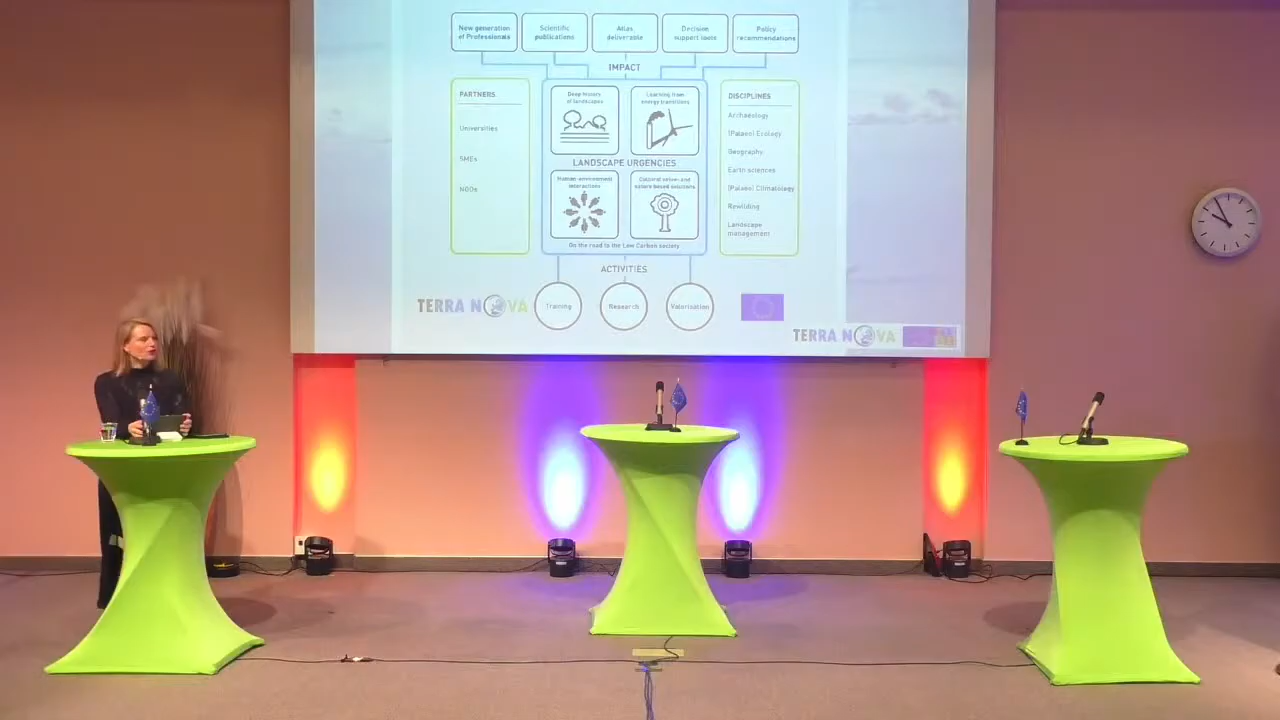 New generation
of Professionals
Scientific
publications
Atlas
deliverable
Decision
support tools
Policy
recommendations
IMPACT
PARTNERS
Universities
SMEs
NGOs
Deep history
of landscapes
Learning from
energy transitions
LANDSCAPE URGENCIES
Human-environment
interactions
Cultural values and
nature based solutions
On the road to the Low Carbon society
DISCIPLINES
Archaeology
(Palaeo) Ecology
Geography
Earth sciences
(Palaeo) Climatology
Rewilding
Landscape
management
ACTIVITIES
Training
Research
Valorisation
TERRA NOVA
TERRA NOVA